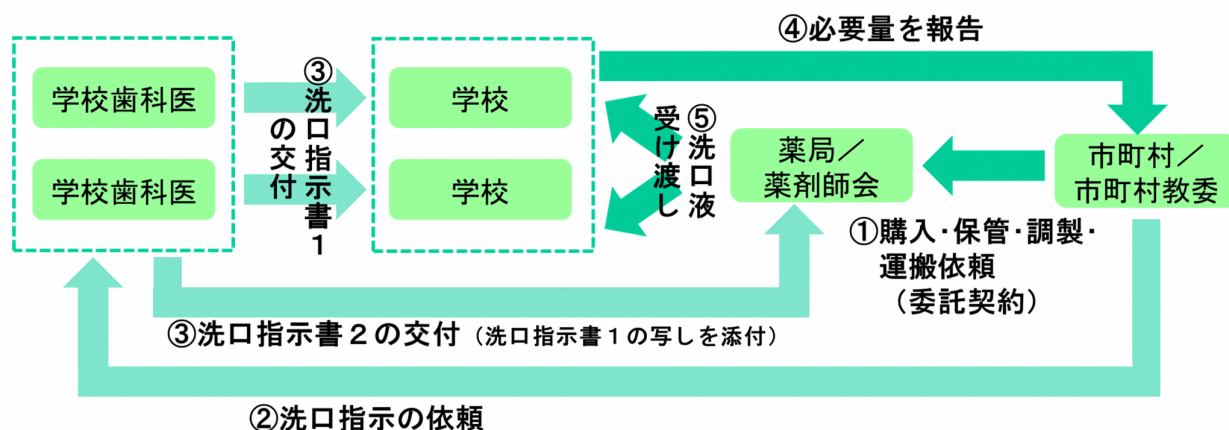 ④必要量を報告
学校歯科医
学校歯科医
③洗口指示書1
の交付
学校
学校
⑤洗口液
受け渡し
薬局／
薬剤師会
市町村／
市町村教委
①購入・保管・調製・
運搬依頼
（委託契約）
③洗口指示書２の交付（洗口指示書１の写しを添付）
②洗口指示の依頼